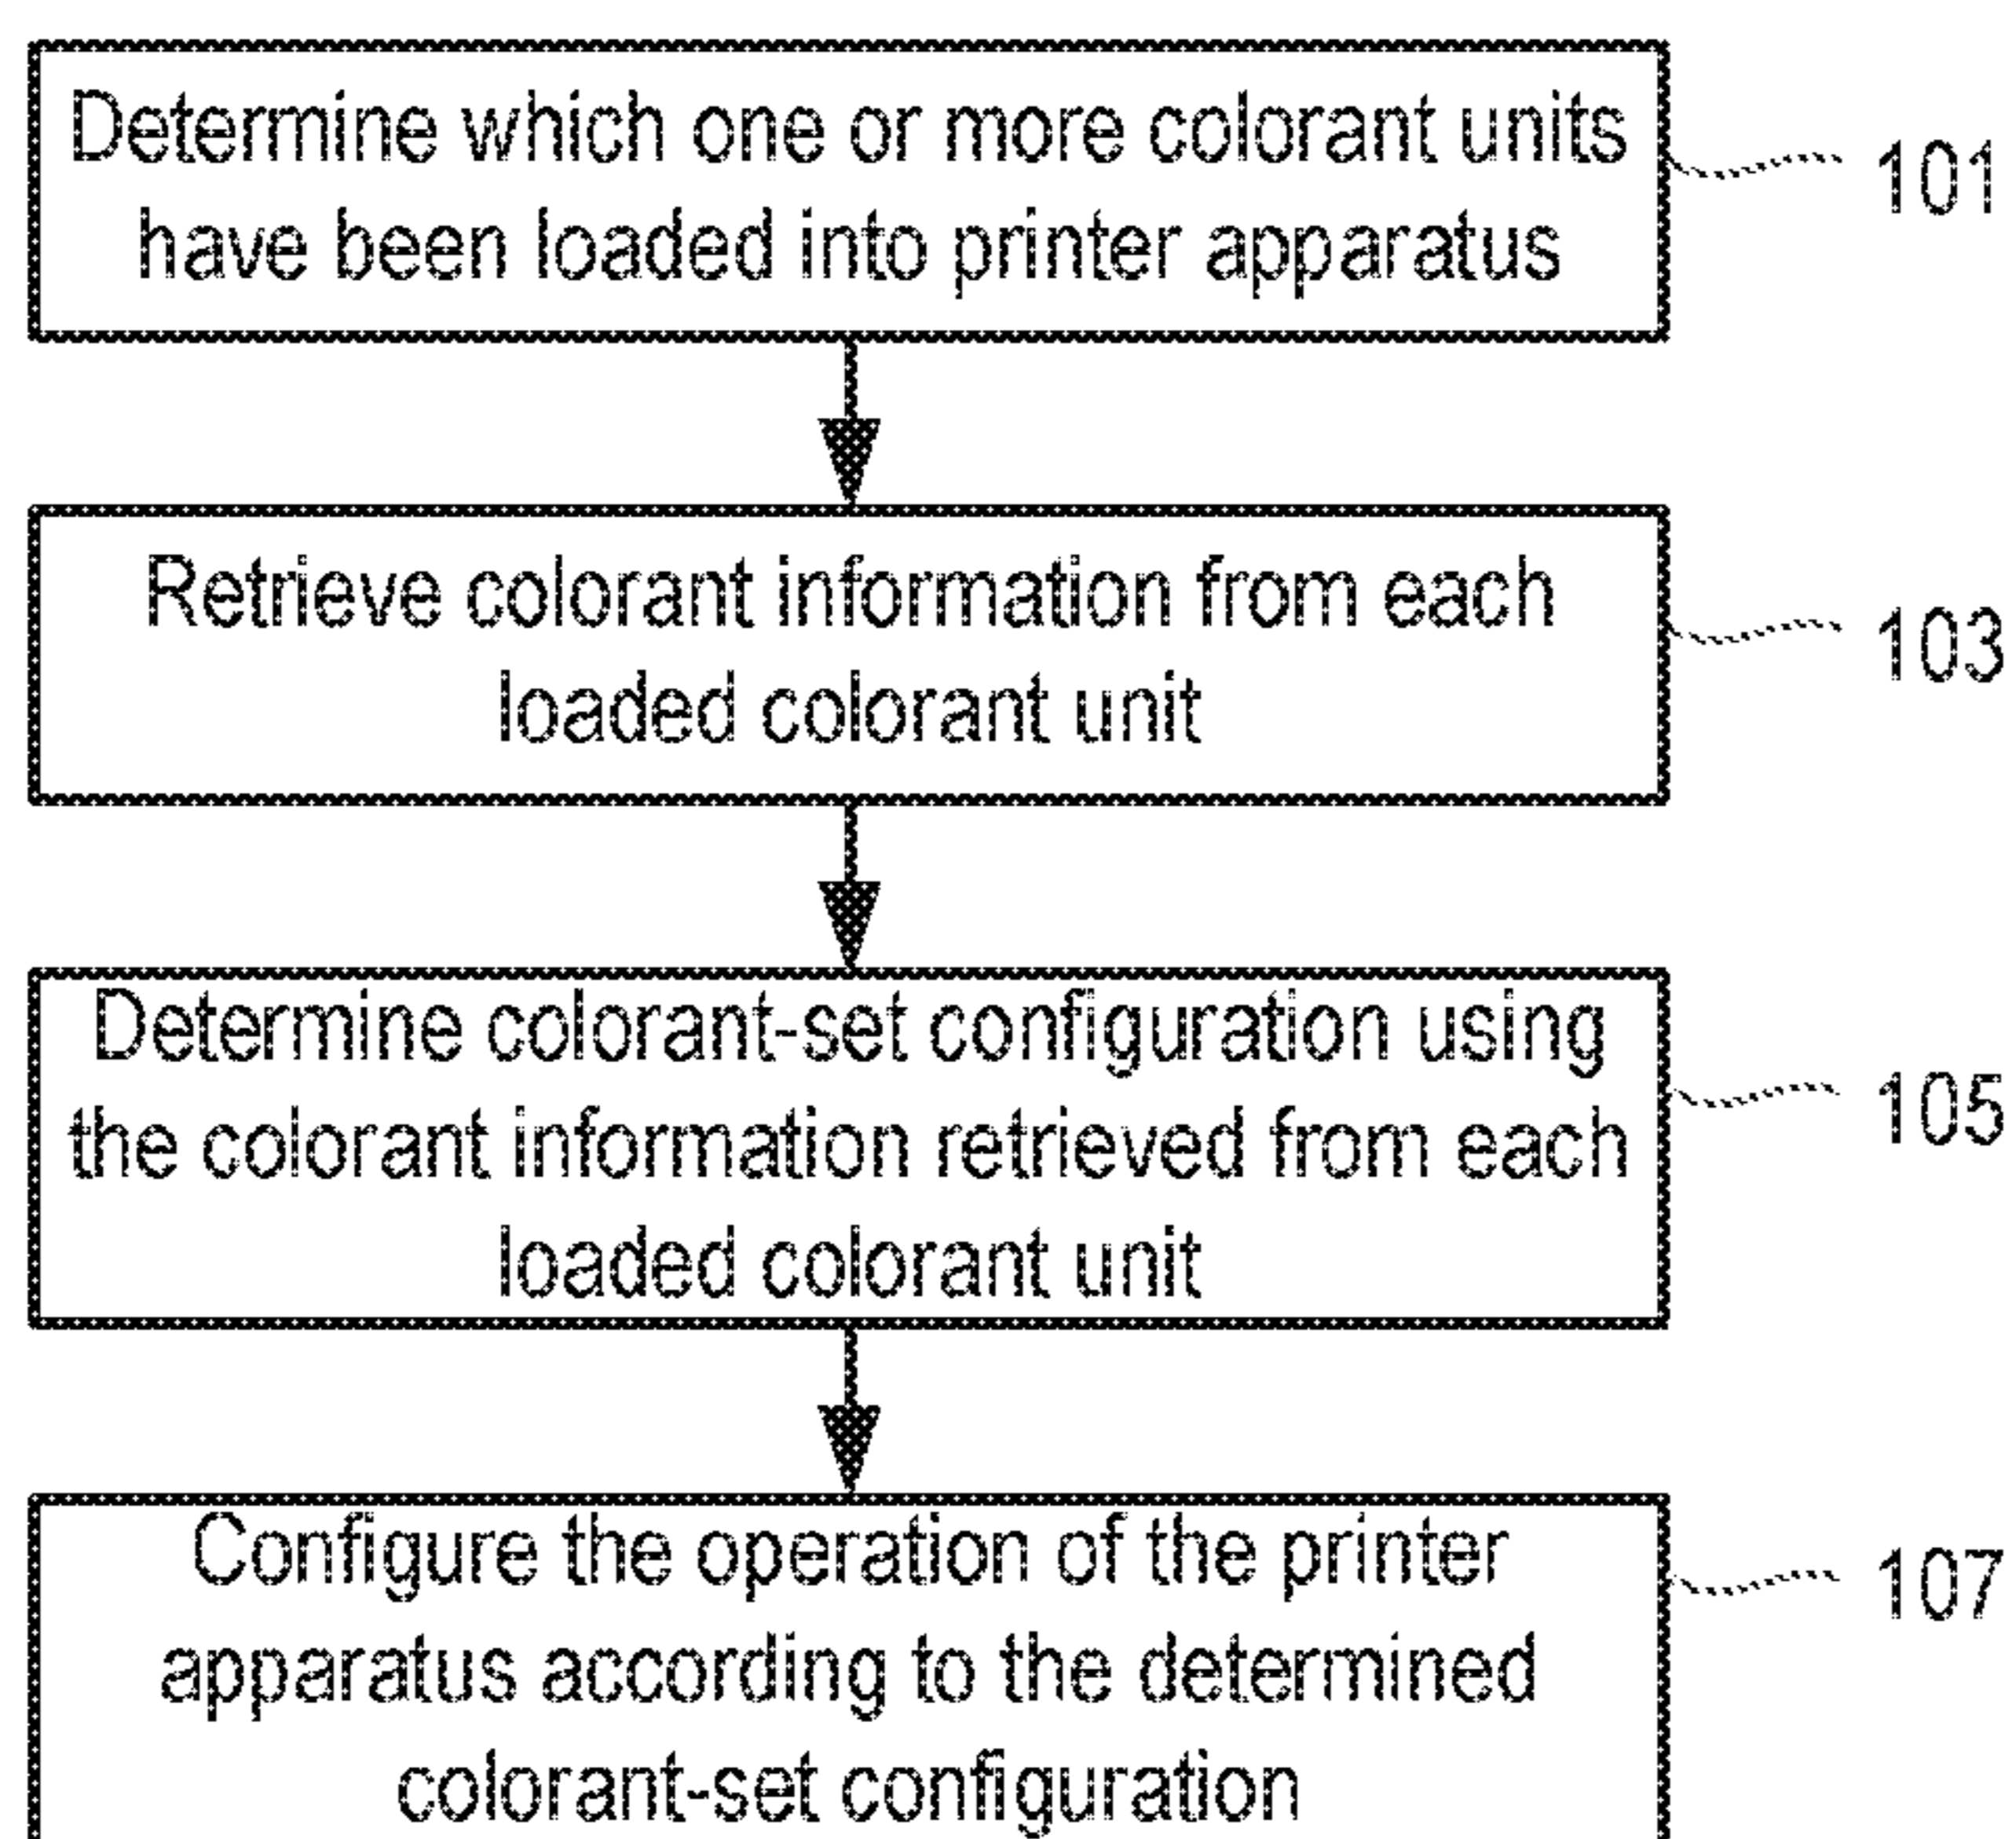 Determine which one or more colorant units
have been loaded into printer apparatus
101
Retrieve colorant information from each
loaded colorant unit
103
Determine colorant-set configuration using
the colorant information retrieved from each
loaded colorant unit
105
Configure the operation of the printer
apparatus according to the determined
colorant-set configuration
107